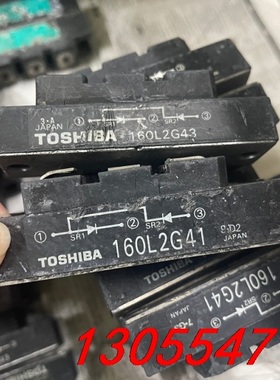 3-A
JAPAN
① ② ③
SR1 SR2
TOSHIBA 160L2G43
① ② ③
SR1 SR2
TOSHIBA 160L2G41
JAPAN
160L2G41
1305547